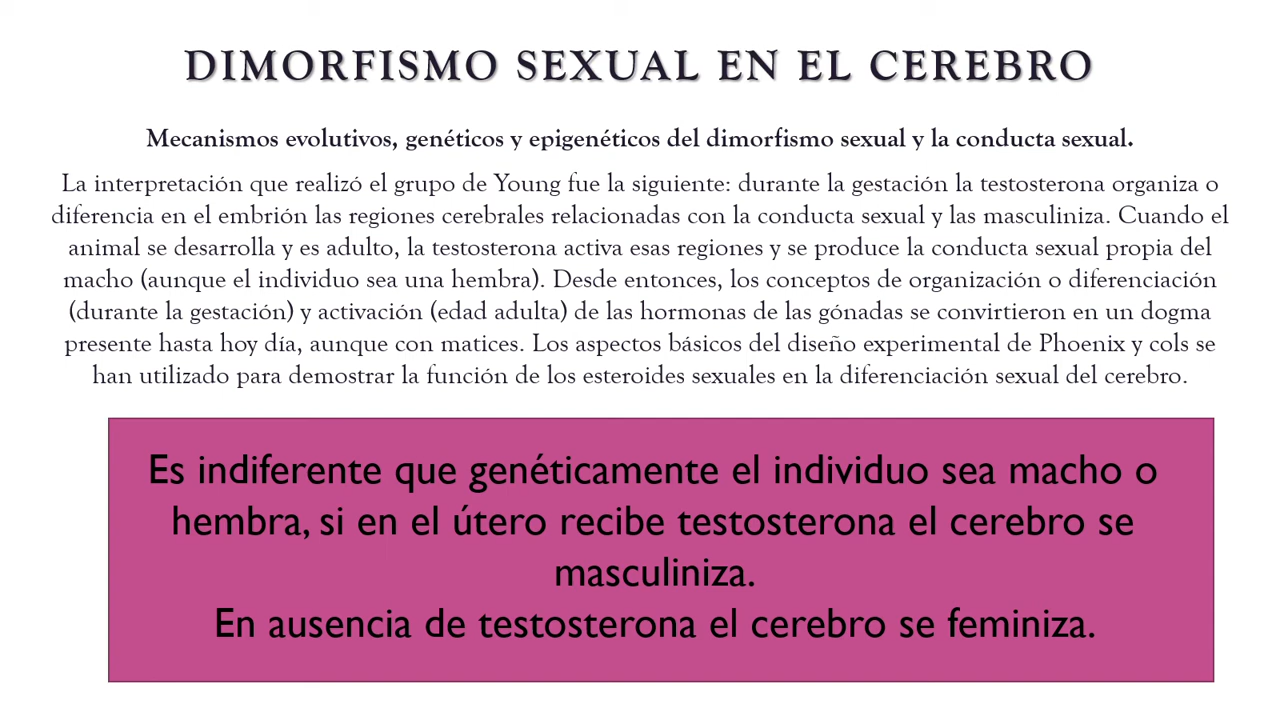 DIMORFISMO SEXUAL EN EL CEREBRO
Mecanismos evolutivos, genéticos y epigenéticos del dimorfismo sexual y la conducta sexual.
La interpretación que realizó el grupo de Young fue la siguiente: durante la gestación la testosterona organiza o
diferencia en el embrión las regiones cerebrales relacionadas con la conducta sexual y las masculiniza. Cuando el
animal se desarrolla y es adulto, la testosterona activa esas regiones y se produce la conducta sexual propia del
macho (aunque el individuo sea una hembra). Desde entonces, los conceptos de organización o diferenciación
(durante la gestación) y activación (edad adulta) de las hormonas de las gónadas se convirtieron en un dogma
presente hasta hoy día, aunque con matices. Los aspectos básicos del diseño experimental de Phoenix y cols se
han utilizado para demostrar la función de los esteroides sexuales en la diferenciación sexual del cerebro.
Es indiferente que genéticamente el individuo sea macho o
hembra, si en el útero recibe testosterona el cerebro se
masculiniza.
En ausencia de testosterona el cerebro se feminiza.